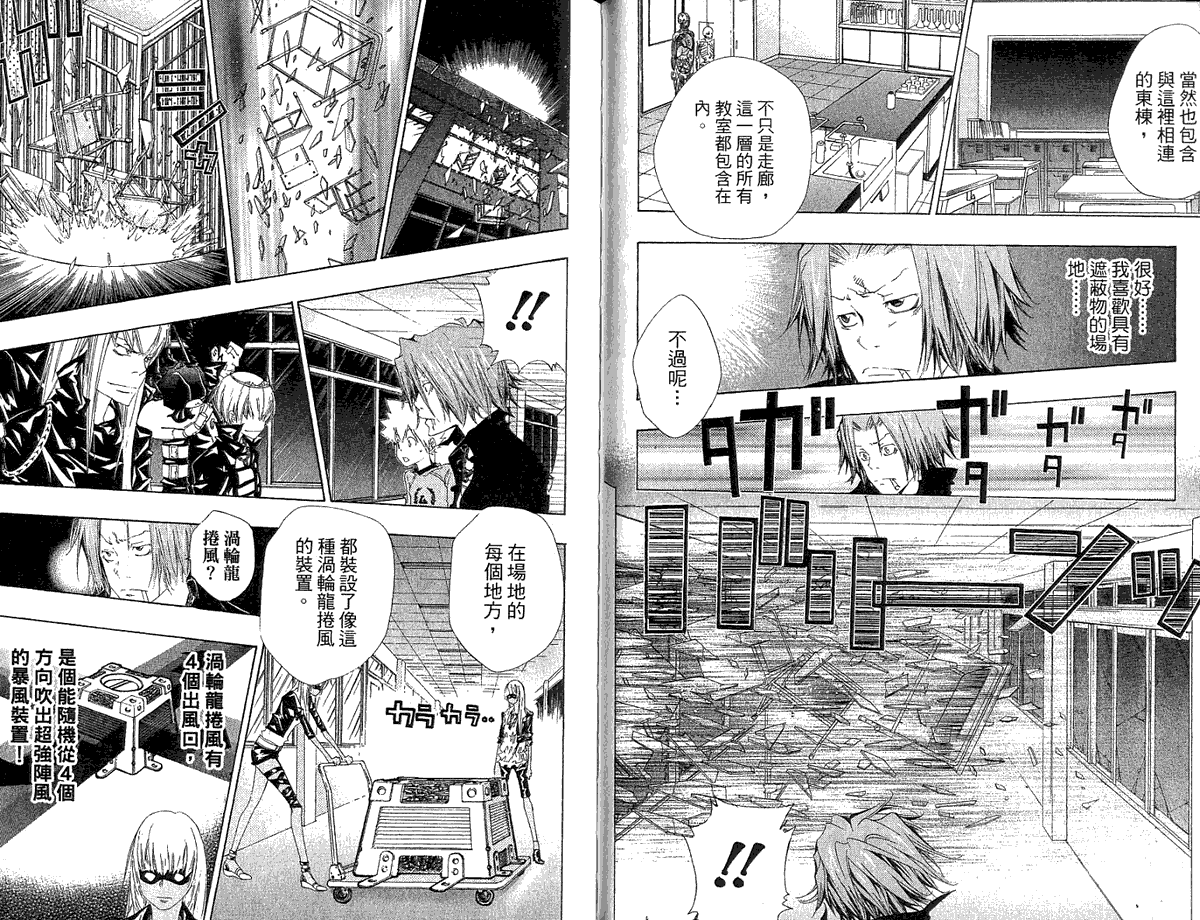 當然也包含
與這裡相連
的東棟，
不只是走廊，
這一層的所有
教室都包含在
內。
很好……
我喜歡具有
遮蔽物的場
地……
不過呢…
ガタ
ガタ
ガタ
ガタ
!!
!!
在場地的
每個地方，
都裝設了像這
種渦輪龍捲風
的裝置。
カラカラ..
渦輪龍
捲風？
渦輪龍捲風有
4個出風口，
是個能隨機從4個
方向吹出超強陣風
的暴風裝置！